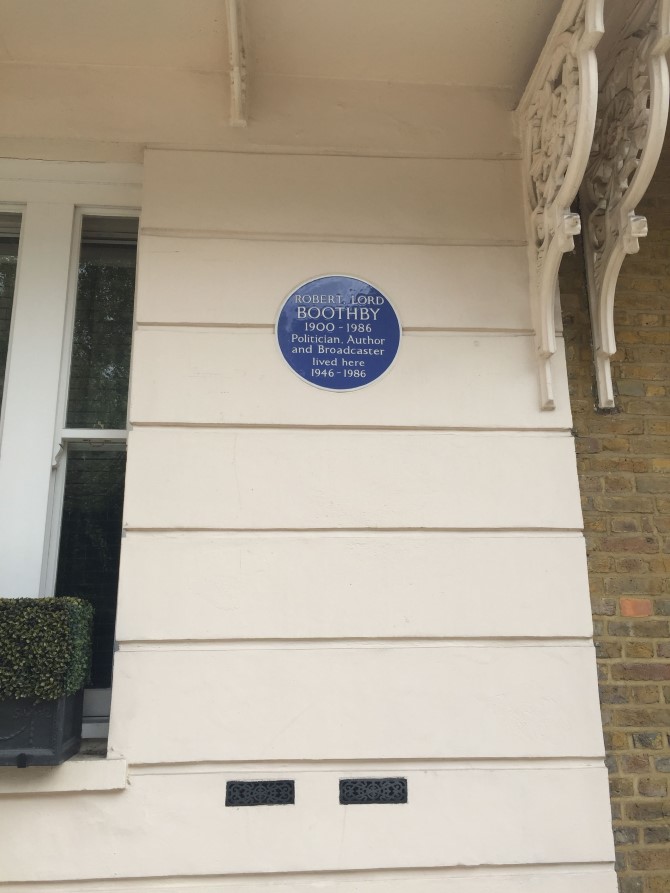 ROBERT, LORD
BOOTHBY
1900 - 1986
Politician, Author
and Broadcaster
lived here
1946 - 1986